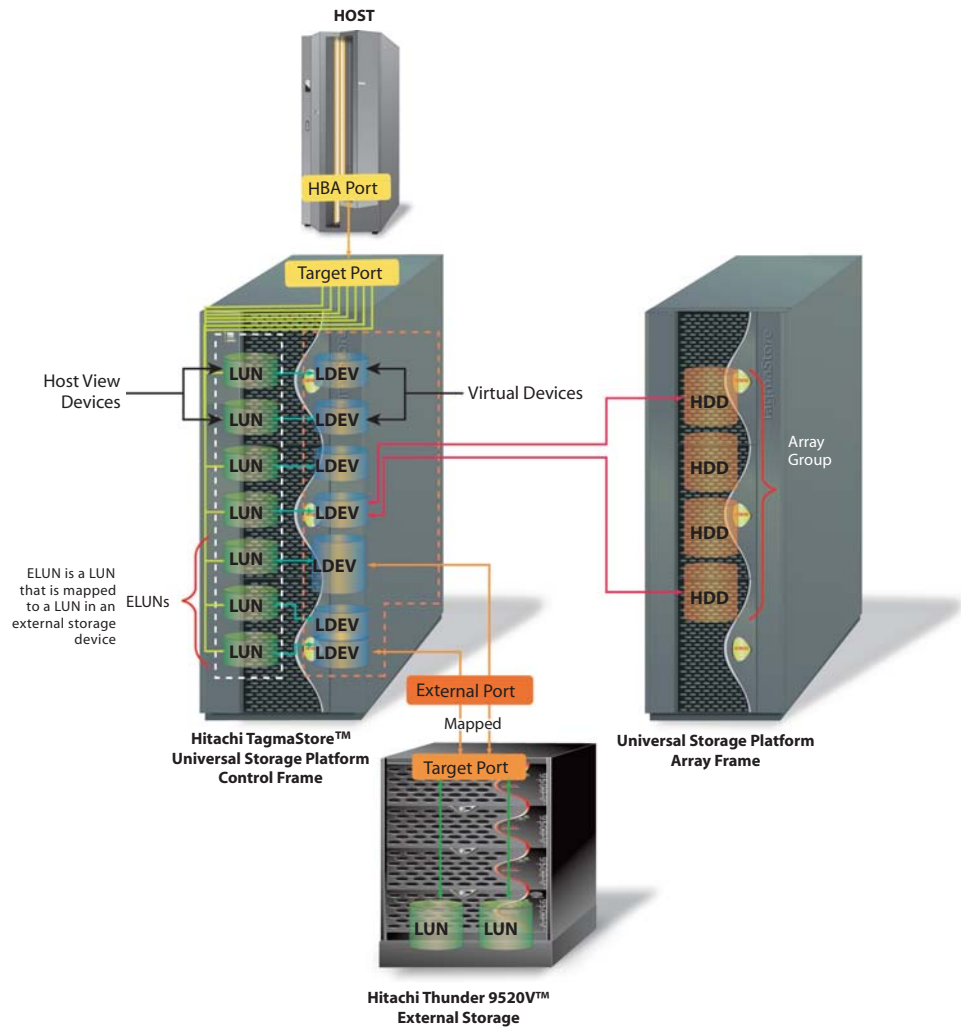 HOST
HBA Port
Target Port
Host View
Devices
LUN
LUN
LUN
LUN
LUN
LUN
LUN
LDEV
LDEV
LDEV
LDEV
LDEV
LDEV
LDEV
Virtual Devices
TagmaStore
HDD
HDD
HDD
HDD
Array
Group
ELUN is a LUN
that is mapped
to a LUN in an
external storage
device
ELUNs
External Port
Mapped
Hitachi TagmaStore™
Universal Storage Platform
Control Frame
Universal Storage Platform
Array Frame
Target Port
LUN
LUN
Hitachi Thunder 9520V™
External Storage